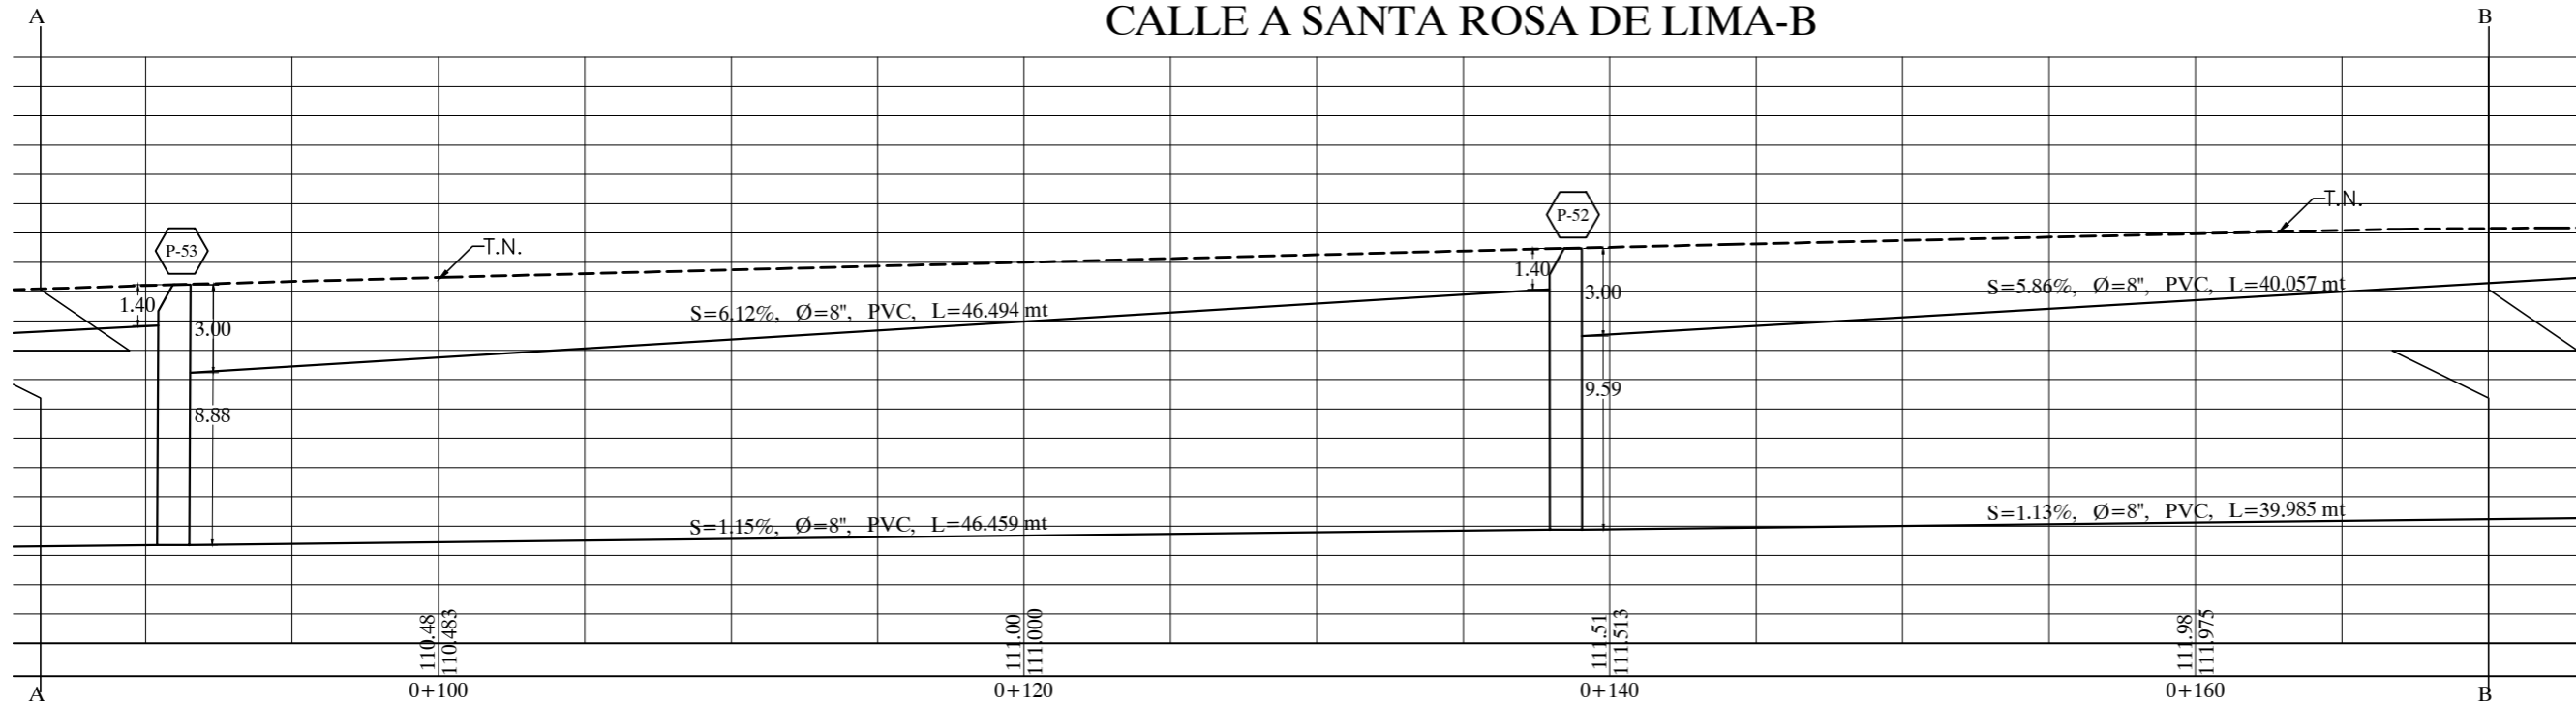 CALLE A SANTA ROSA DE LIMA-B
A
B
P-53
T.N.
P-52
T.N.
1.40
3.00
S=6.12%, Ø=8", PVC, L=46.494 mt
1.40
3.00
S=5.86%, Ø=8", PVC, L=40.057 mt
8.88
9.59
S=1.15%, Ø=8", PVC, L=46.459 mt
S=1.13%, Ø=8", PVC, L=39.985 mt
110.48
110.483
111.00
111.000
111.51
111.513
111.98
111.975
A
0+100
0+120
0+140
0+160
B